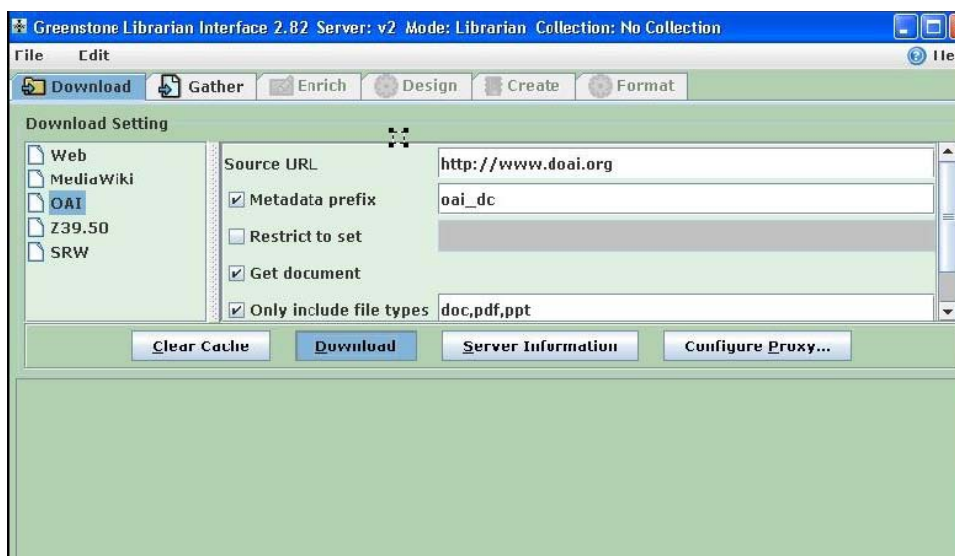 Greenstone Librarian Interface 2.82 Server: v2 Mode: Librarian Collection: No Collection
File Edit He
Download Gather Enrich Design Create Format
Download Setting
Web
MediaWiki
OAI
Z39.50
SRW
Source URL http://www.doai.org
Metadata prefix oai_dc
Restrict to set
Get document
Only include file types doc,pdf,ppt
Clear Cache Download Server Information Configure Proxy...